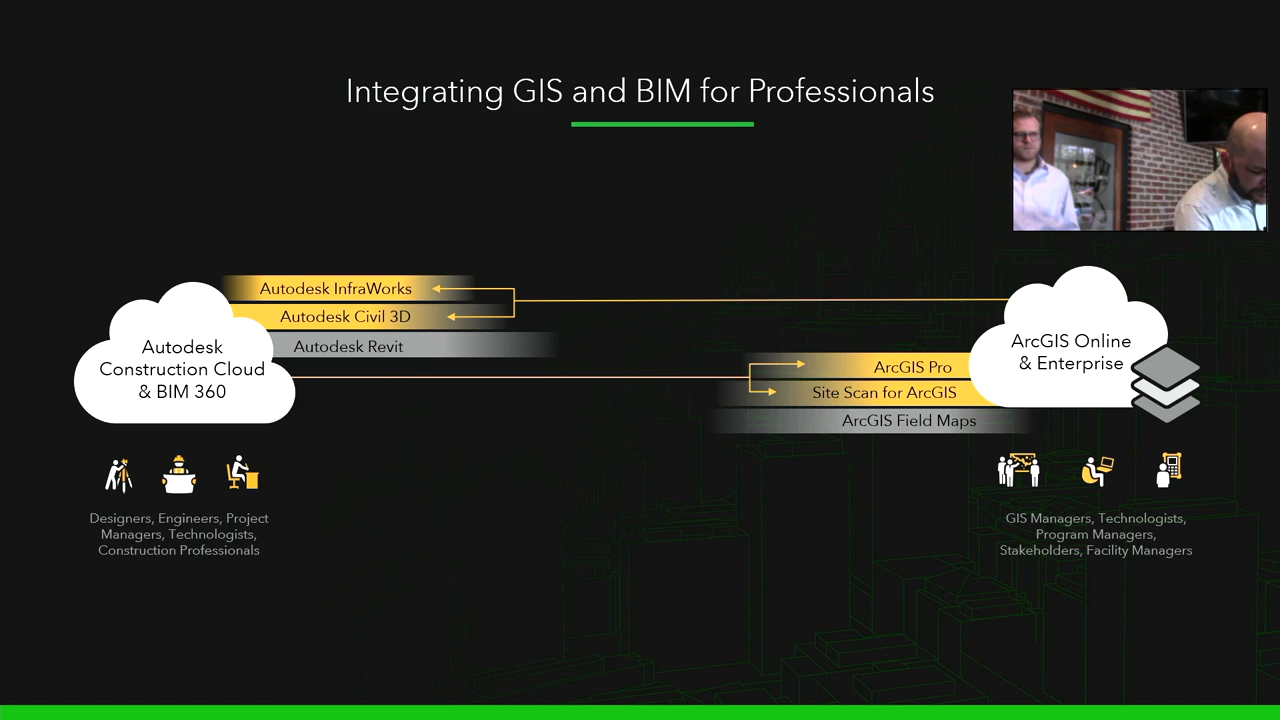 Integrating GIS and BIM for Professionals
Autodesk InfraWorks
Autodesk Civil 3D
Autodesk Revit
Autodesk
Construction Cloud
& BIM 360
ArcGIS Online
& Enterprise
ArcGIS Pro
Site Scan for ArcGIS
ArcGIS Field Maps
Designers, Engineers, Project
Managers, Technologists,
Construction Professionals
GIS Managers, Technologists,
Program Managers,
Stakeholders, Facility Managers